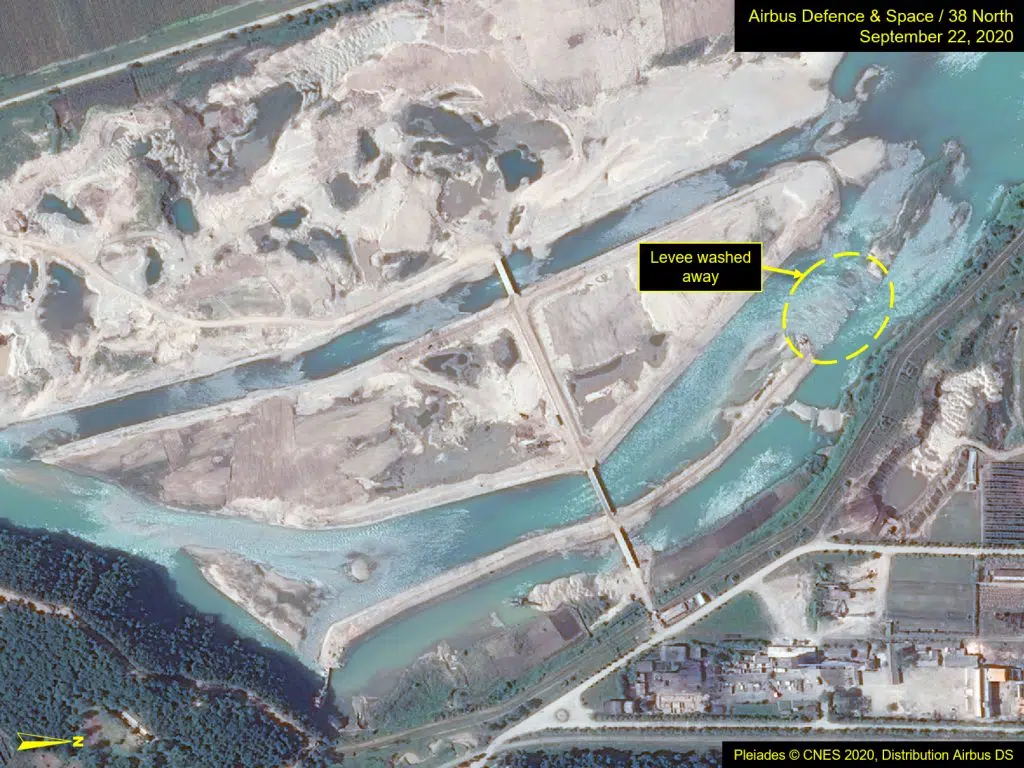 Airbus Defence & Space / 38 North
September 22, 2020
Levee washed
away
N
Pleiades © CNES 2020, Distribution Airbus DS